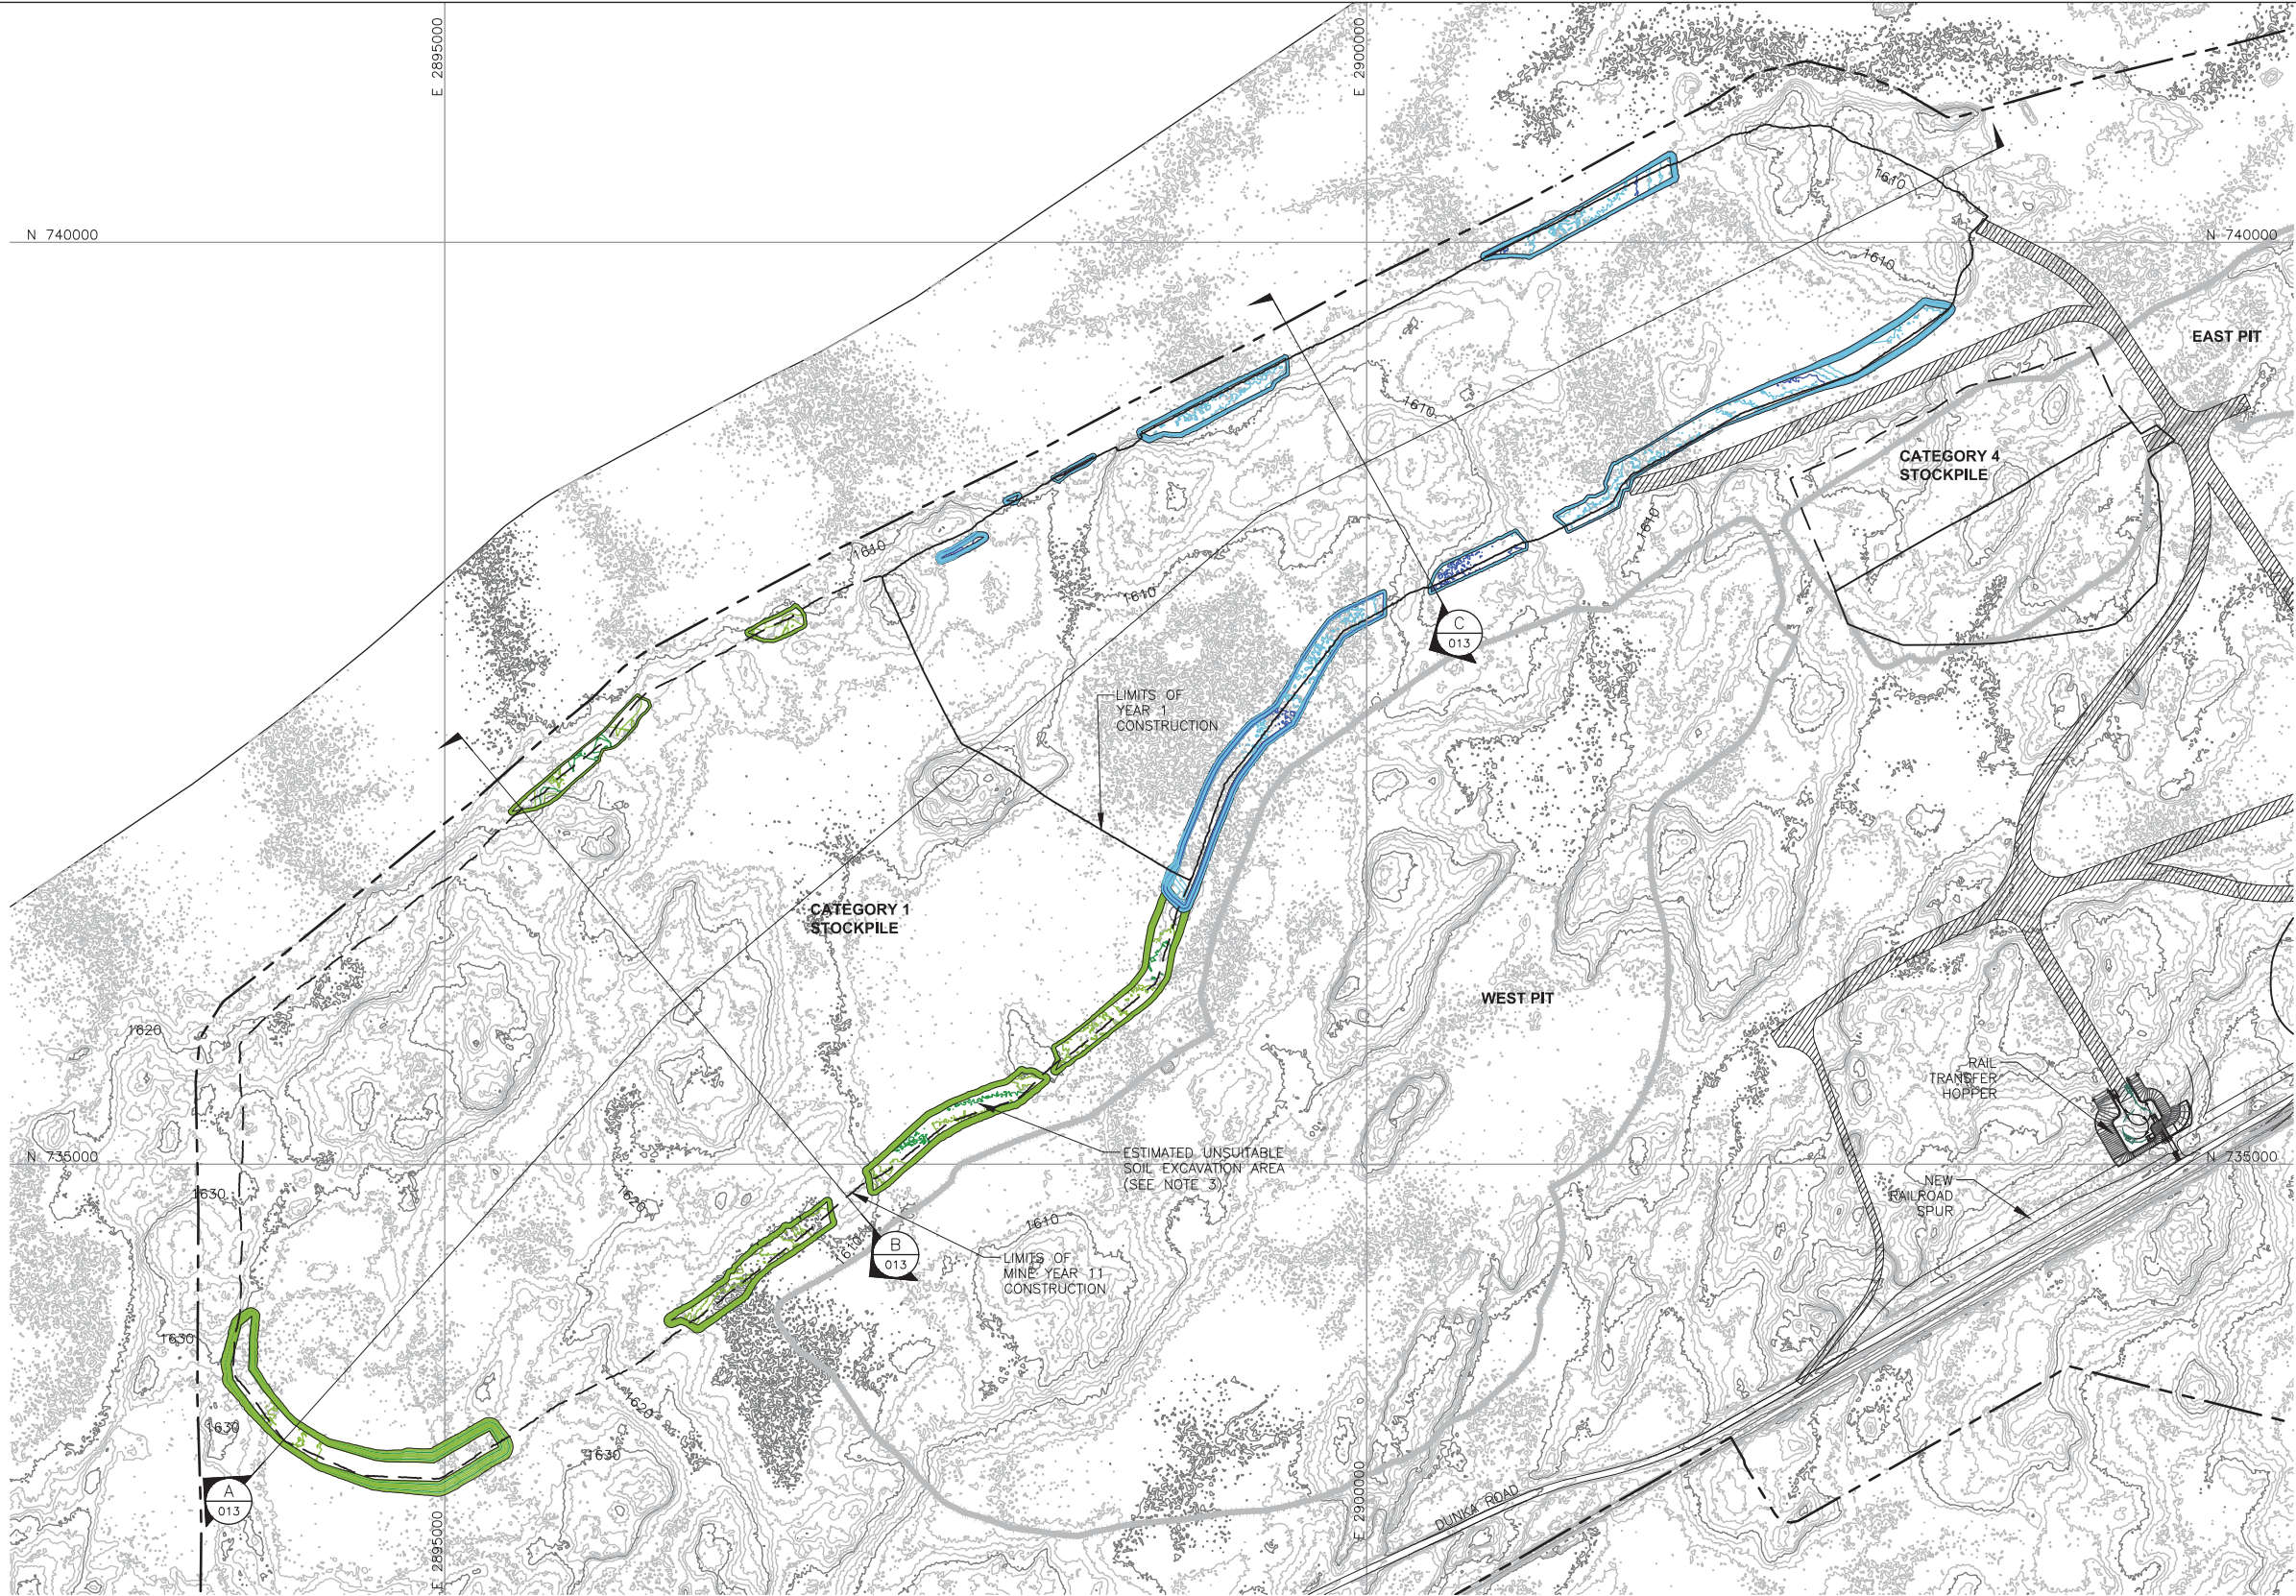 E 2895000
E 2900000
N 740000
N 740000
1610
1610
EAST PIT
1610
CATEGORY 4
STOCKPILE
1610
1610
1610
C
013
LIMITS OF
YEAR 1
CONSTRUCTION
CATEGORY 1
STOCKPILE
WEST PIT
1620
RAIL
TRANSFER
HOPPER
ESTIMATED UNSUITABLE
SOIL EXCAVATION AREA
(SEE NOTE 3)
N 735000
N 735000
1630
1620
NEW
RAILROAD
SPUR
1610
1610
B
013
LIMITS OF
MINE YEAR 11
CONSTRUCTION
1630
1620
1630
1630
A
013
DUNKA ROAD
E 2895000
E 2900000